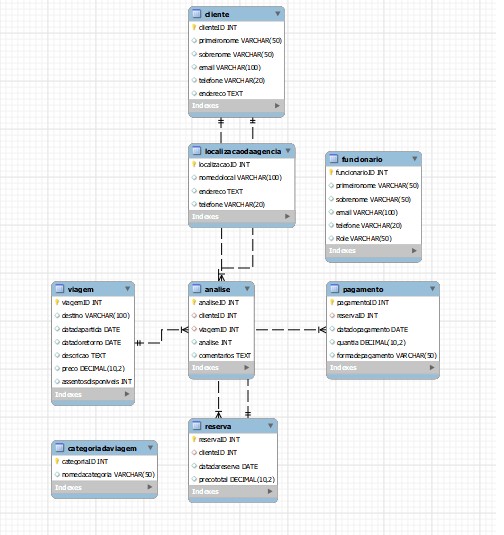 cliente
clienteID INT
primeironome VARCHAR(50)
sobrenome VARCHAR(50)
email VARCHAR(100)
telefone VARCHAR(20)
endereco TEXT
Indexes
localizacaodaagencia
localizacaoID INT
nomedolocal VARCHAR(100)
endereco TEXT
telefone VARCHAR(20)
Indexes
funcionario
funcionarioID INT
primeironome VARCHAR(50)
sobrenome VARCHAR(50)
email VARCHAR(100)
telefone VARCHAR(20)
Role VARCHAR(50)
Indexes
viagem
viagemID INT
destino VARCHAR(100)
datadapartida DATE
datadoretorno DATE
descricao TEXT
preco DECIMAL(10,2)
assentosdisponiveis INT
Indexes
analise
analiseID INT
clienteID INT
viagemID INT
analise INT
comentarios TEXT
Indexes
pagamento
pagamentoID INT
reservaID INT
datadopagamento DATE
quantia DECIMAL(10,2)
formadepagamento VARCHAR(50)
Indexes
categoriadaviagem
categoriaID INT
nomedacategoria VARCHAR(50)
Indexes
reserva
reservaID INT
clienteID INT
datadareserva DATE
precototal DECIMAL(10,2)
Indexes